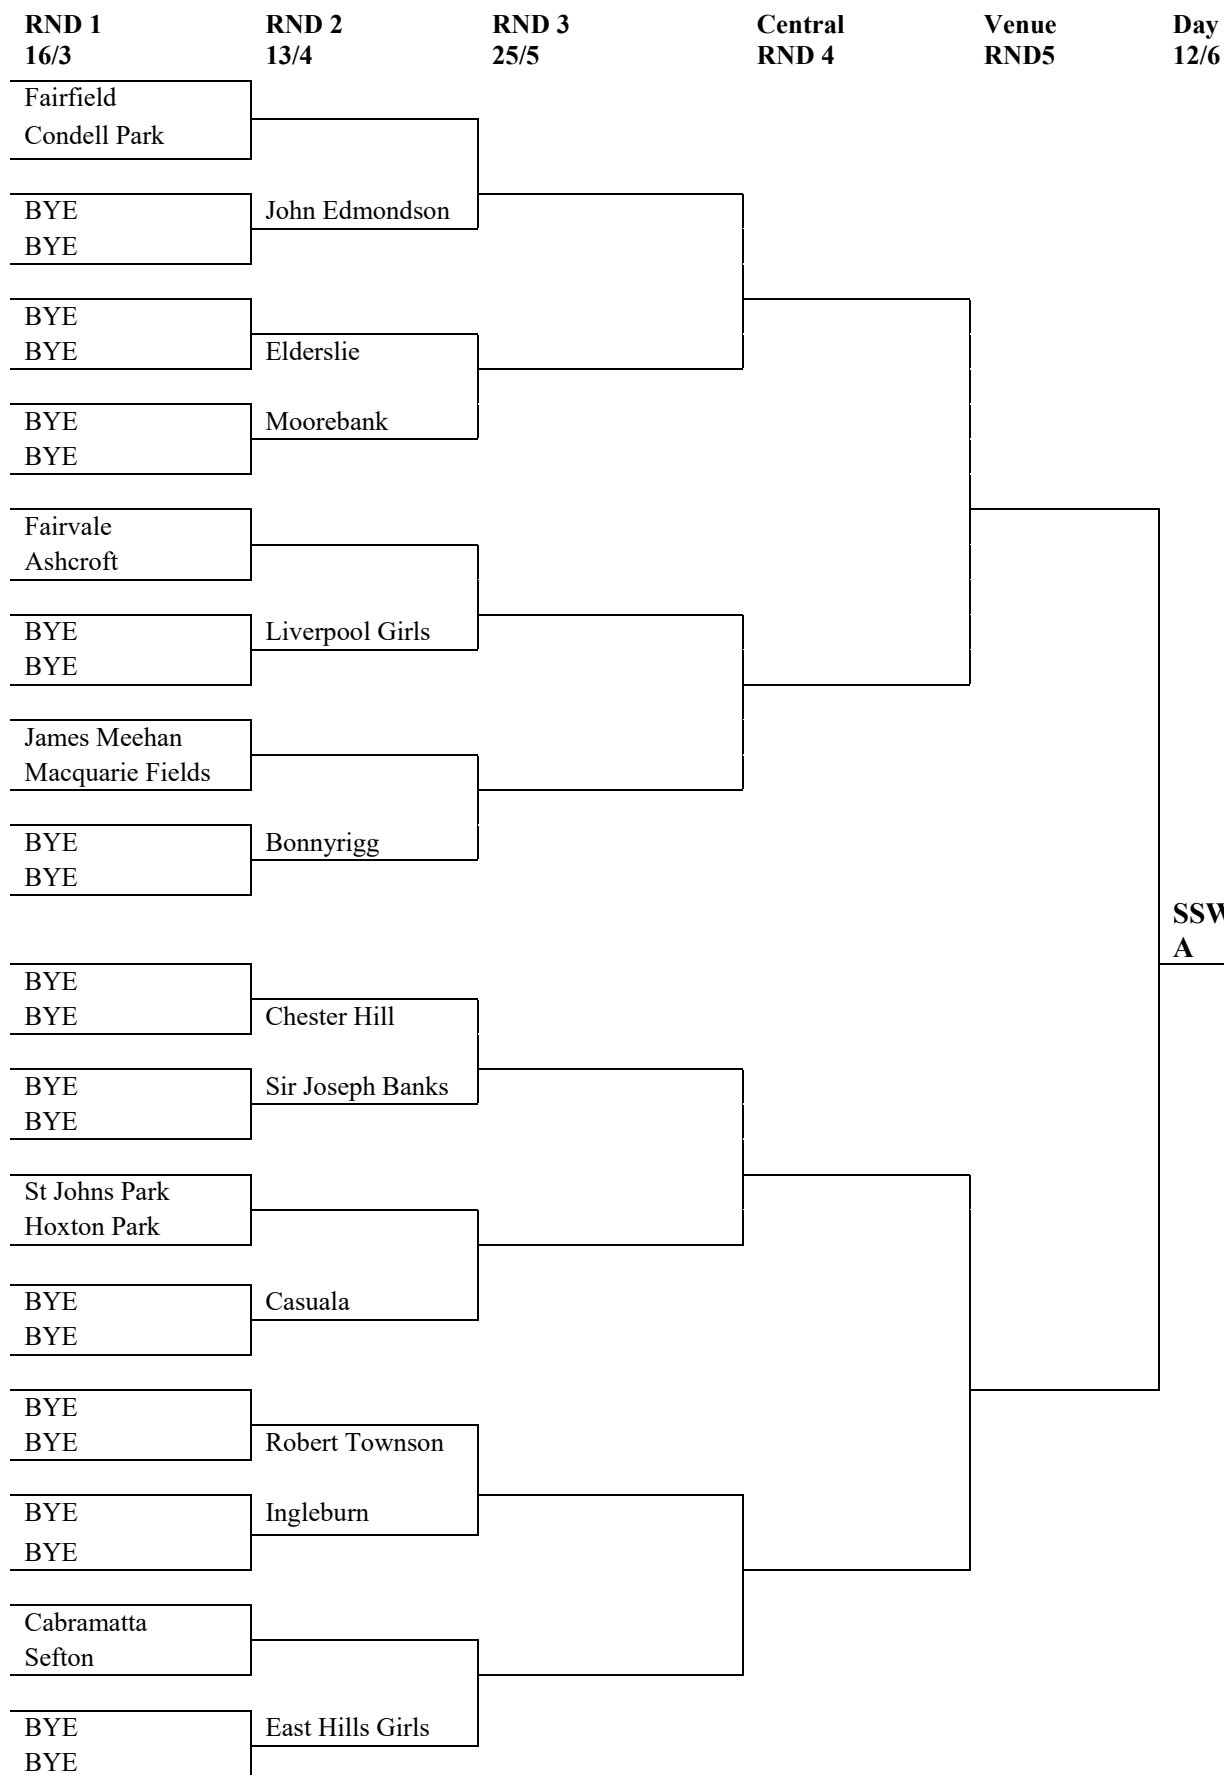 RND 1 RND 2 RND 3 Central Venue Day
16/3 13/4 25/5 RND 4 RND5 12/6
Fairfield
Condell Park
BYE John Edmondson
BYE
BYE
BYE Elderslie
BYE Moorebank
BYE
Fairvale
Ashcroft
BYE Liverpool Girls
BYE
James Meehan
Macquarie Fields
BYE Bonnyrigg
BYE
SSW
A
BYE
BYE Chester Hill
BYE Sir Joseph Banks
BYE
St Johns Park
Hoxton Park
BYE Casuala
BYE
BYE
BYE Robert Townson
BYE Ingleburn
BYE
Cabramatta
Sefton
BYE East Hills Girls
BYE